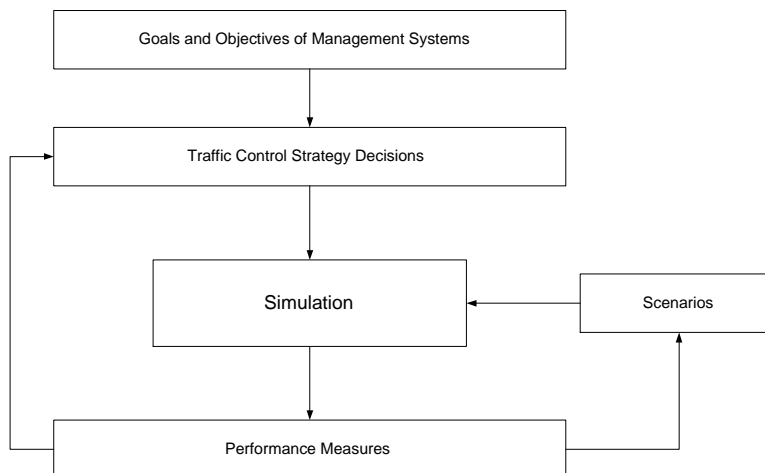 Goals and Objectives of Management Systems
Traffic Control Strategy Decisions
Simulation
Scenarios
Performance Measures